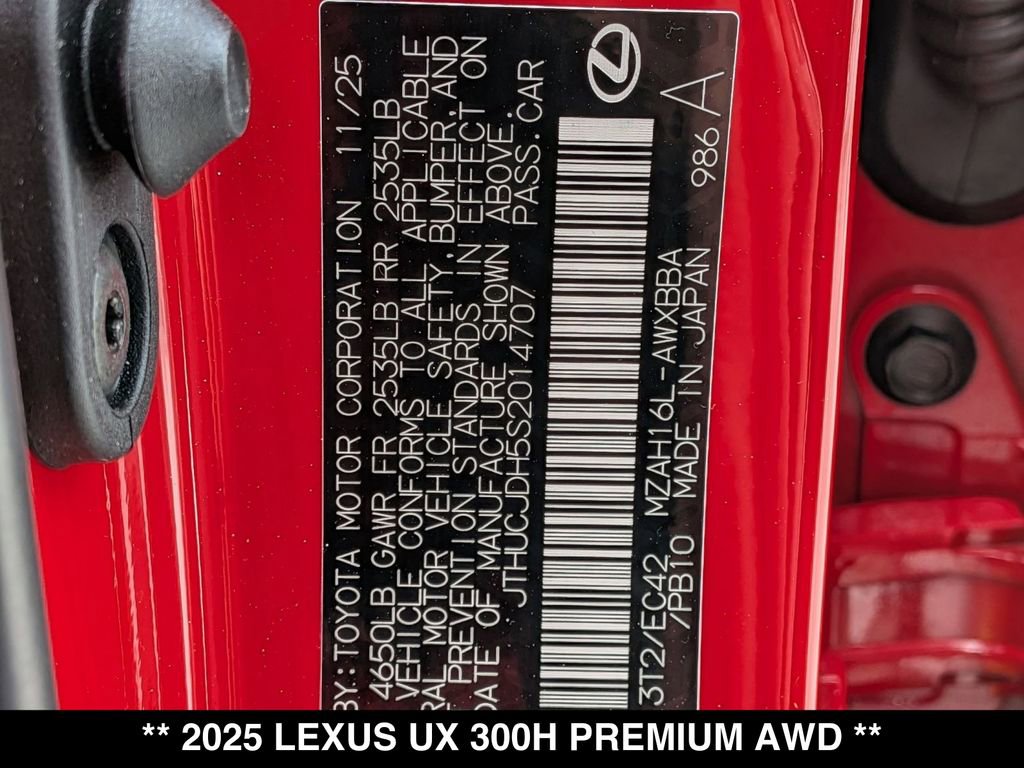 BY:TOYOTA MOTOR CORPORATION 11/25
4650LB GAWR FR 2535LB RR 2535LB
VEHICLE CONFORMS TO ALL APPLICABLE
ERAL MOTOR VEHICLE SAFETY,BUMPER,AND
PREVENTION STANDARDS IN EFFECT ON
DATE OF MANUFACTURE SHOWN ABOVE.
JTHUCJDH5S2014707 PASS.CAR
3T2/EC42 MZAH16L-AWXBBA
/PB10 MADE IN JAPAN 986 A
** 2025 LEXUS UX 300H PREMIUM AWD **